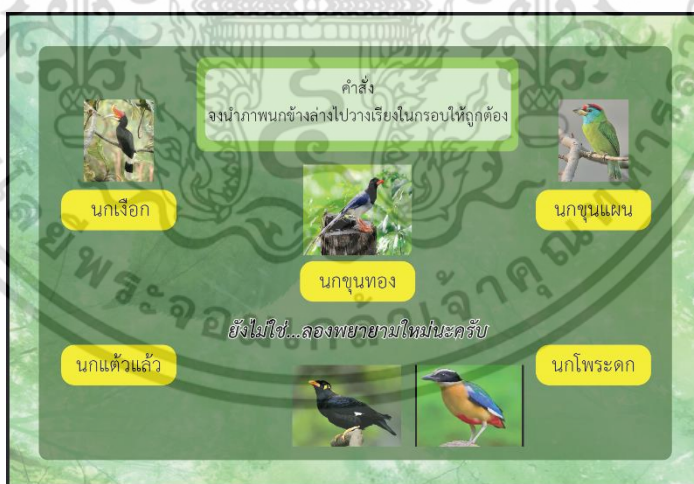 คำสั่ง
จงนำภาพนกข้างล่างไปวางเรียงในกรอบให้ถูกต้อง
นกเงือก
นกขุนแผน
นกขุนทอง
ยังไม่ใช่...ลองพยายามใหม่นะครับ
นกแต้วแล้ว
นกโพระดก